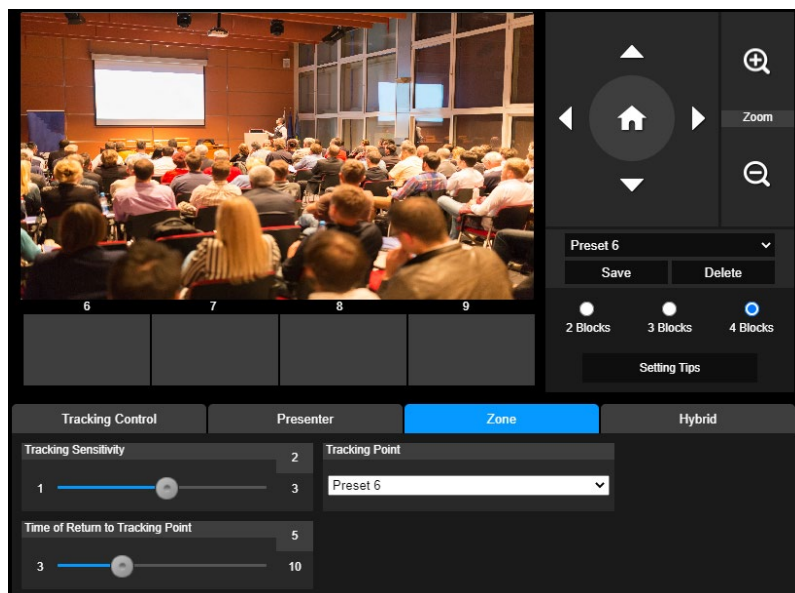 Zoom
Preset 6
Save Delete
6 7 8 9
2 Blocks 3 Blocks 4 Blocks
Setting Tips
Tracking Control Presenter Zone Hybrid
Tracking Sensitivity 2
1 3
Tracking Point
Preset 6
Time of Return to Tracking Point 5
3 10